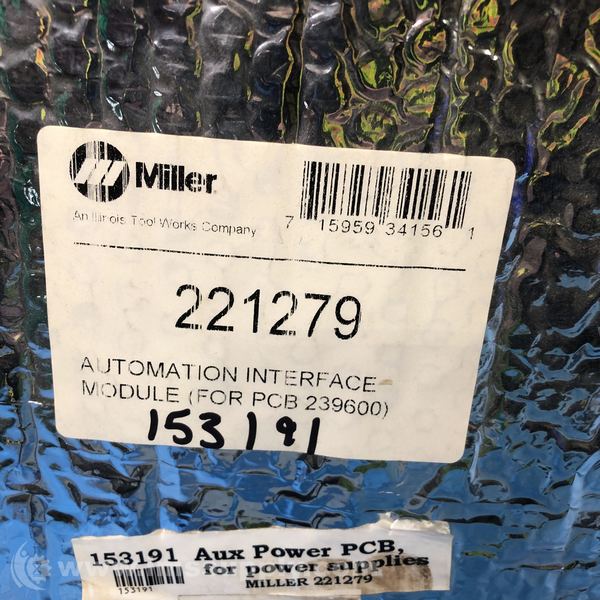 Miller
An Illinois Tool Works Company
7 15959 34156 1
221279
AUTOMATION INTERFACE
MODULE (FOR PCB 239600)
153191
153191 Aux Power PCB,
for power supplies
153191
MILLER 221279